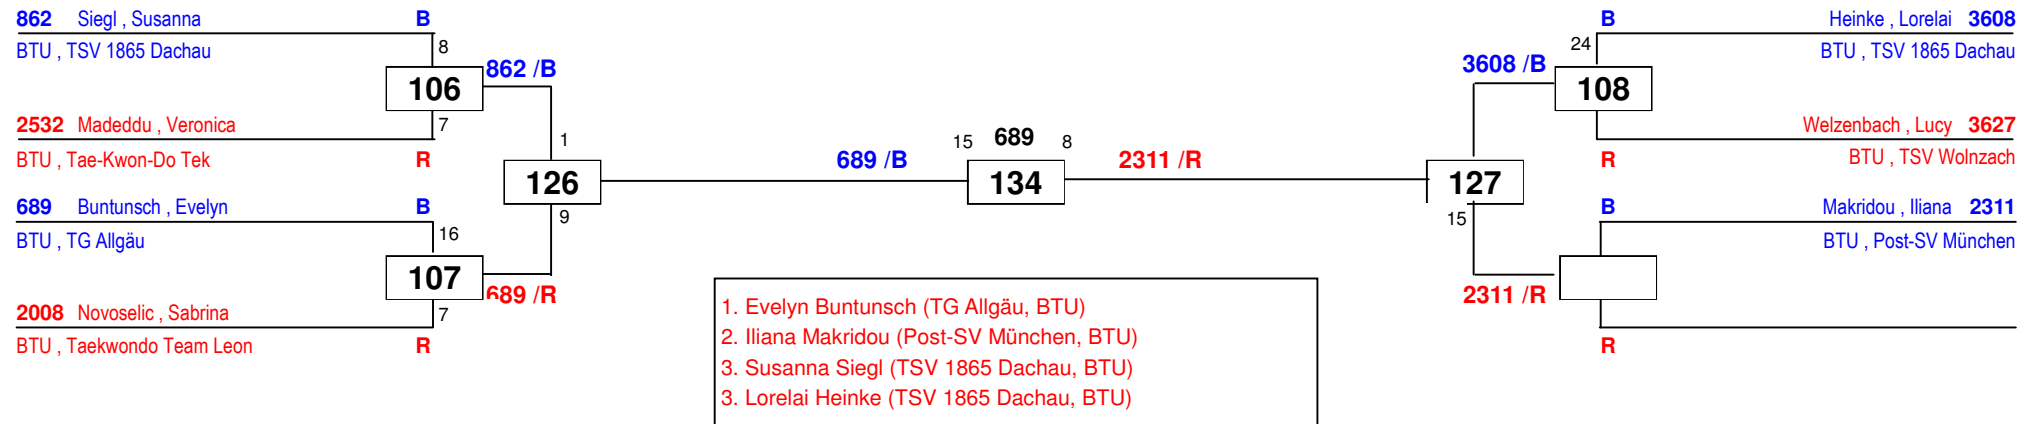 862 Siegl , Susanna B
BTU , TSV 1865 Dachau
8
106
862 /B
7
2532 Madeddu , Veronica
BTU , Tae-Kwon-Do Tek R
1
126
9
689 Buntunsch , Evelyn B
BTU , TG Allgäu
16
107
689 /R
7
2008 Novoselic , Sabrina
BTU , Taekwondo Team Leon R
689 /B
15 689 8
134
2311 /R
B Heinke , Lorelai 3608
24 BTU , TSV 1865 Dachau
3608 /B
108
Welzenbach , Lucy 3627
R BTU , TSV Wolnzach
127
15
B Makridou , Iliana 2311
BTU , Post-SV München
2311 /R
R
1. Evelyn Buntunsch (TG Allgäu, BTU)
2. Iliana Makridou (Post-SV München, BTU)
3. Susanna Siegl (TSV 1865 Dachau, BTU)
3. Lorelai Heinke (TSV 1865 Dachau, BTU)